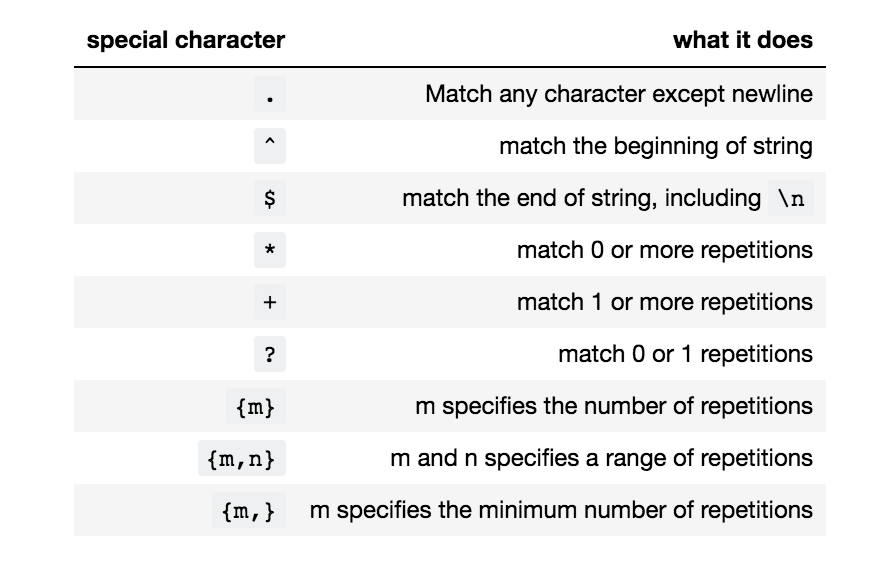 special character what it does
. Match any character except newline
^ match the beginning of string
$ match the end of string, including \n
* match 0 or more repetitions
+ match 1 or more repetitions
? match 0 or 1 repetitions
{m} m specifies the number of repetitions
{m,n} m and n specifies a range of repetitions
{m,} m specifies the minimum number of repetitions